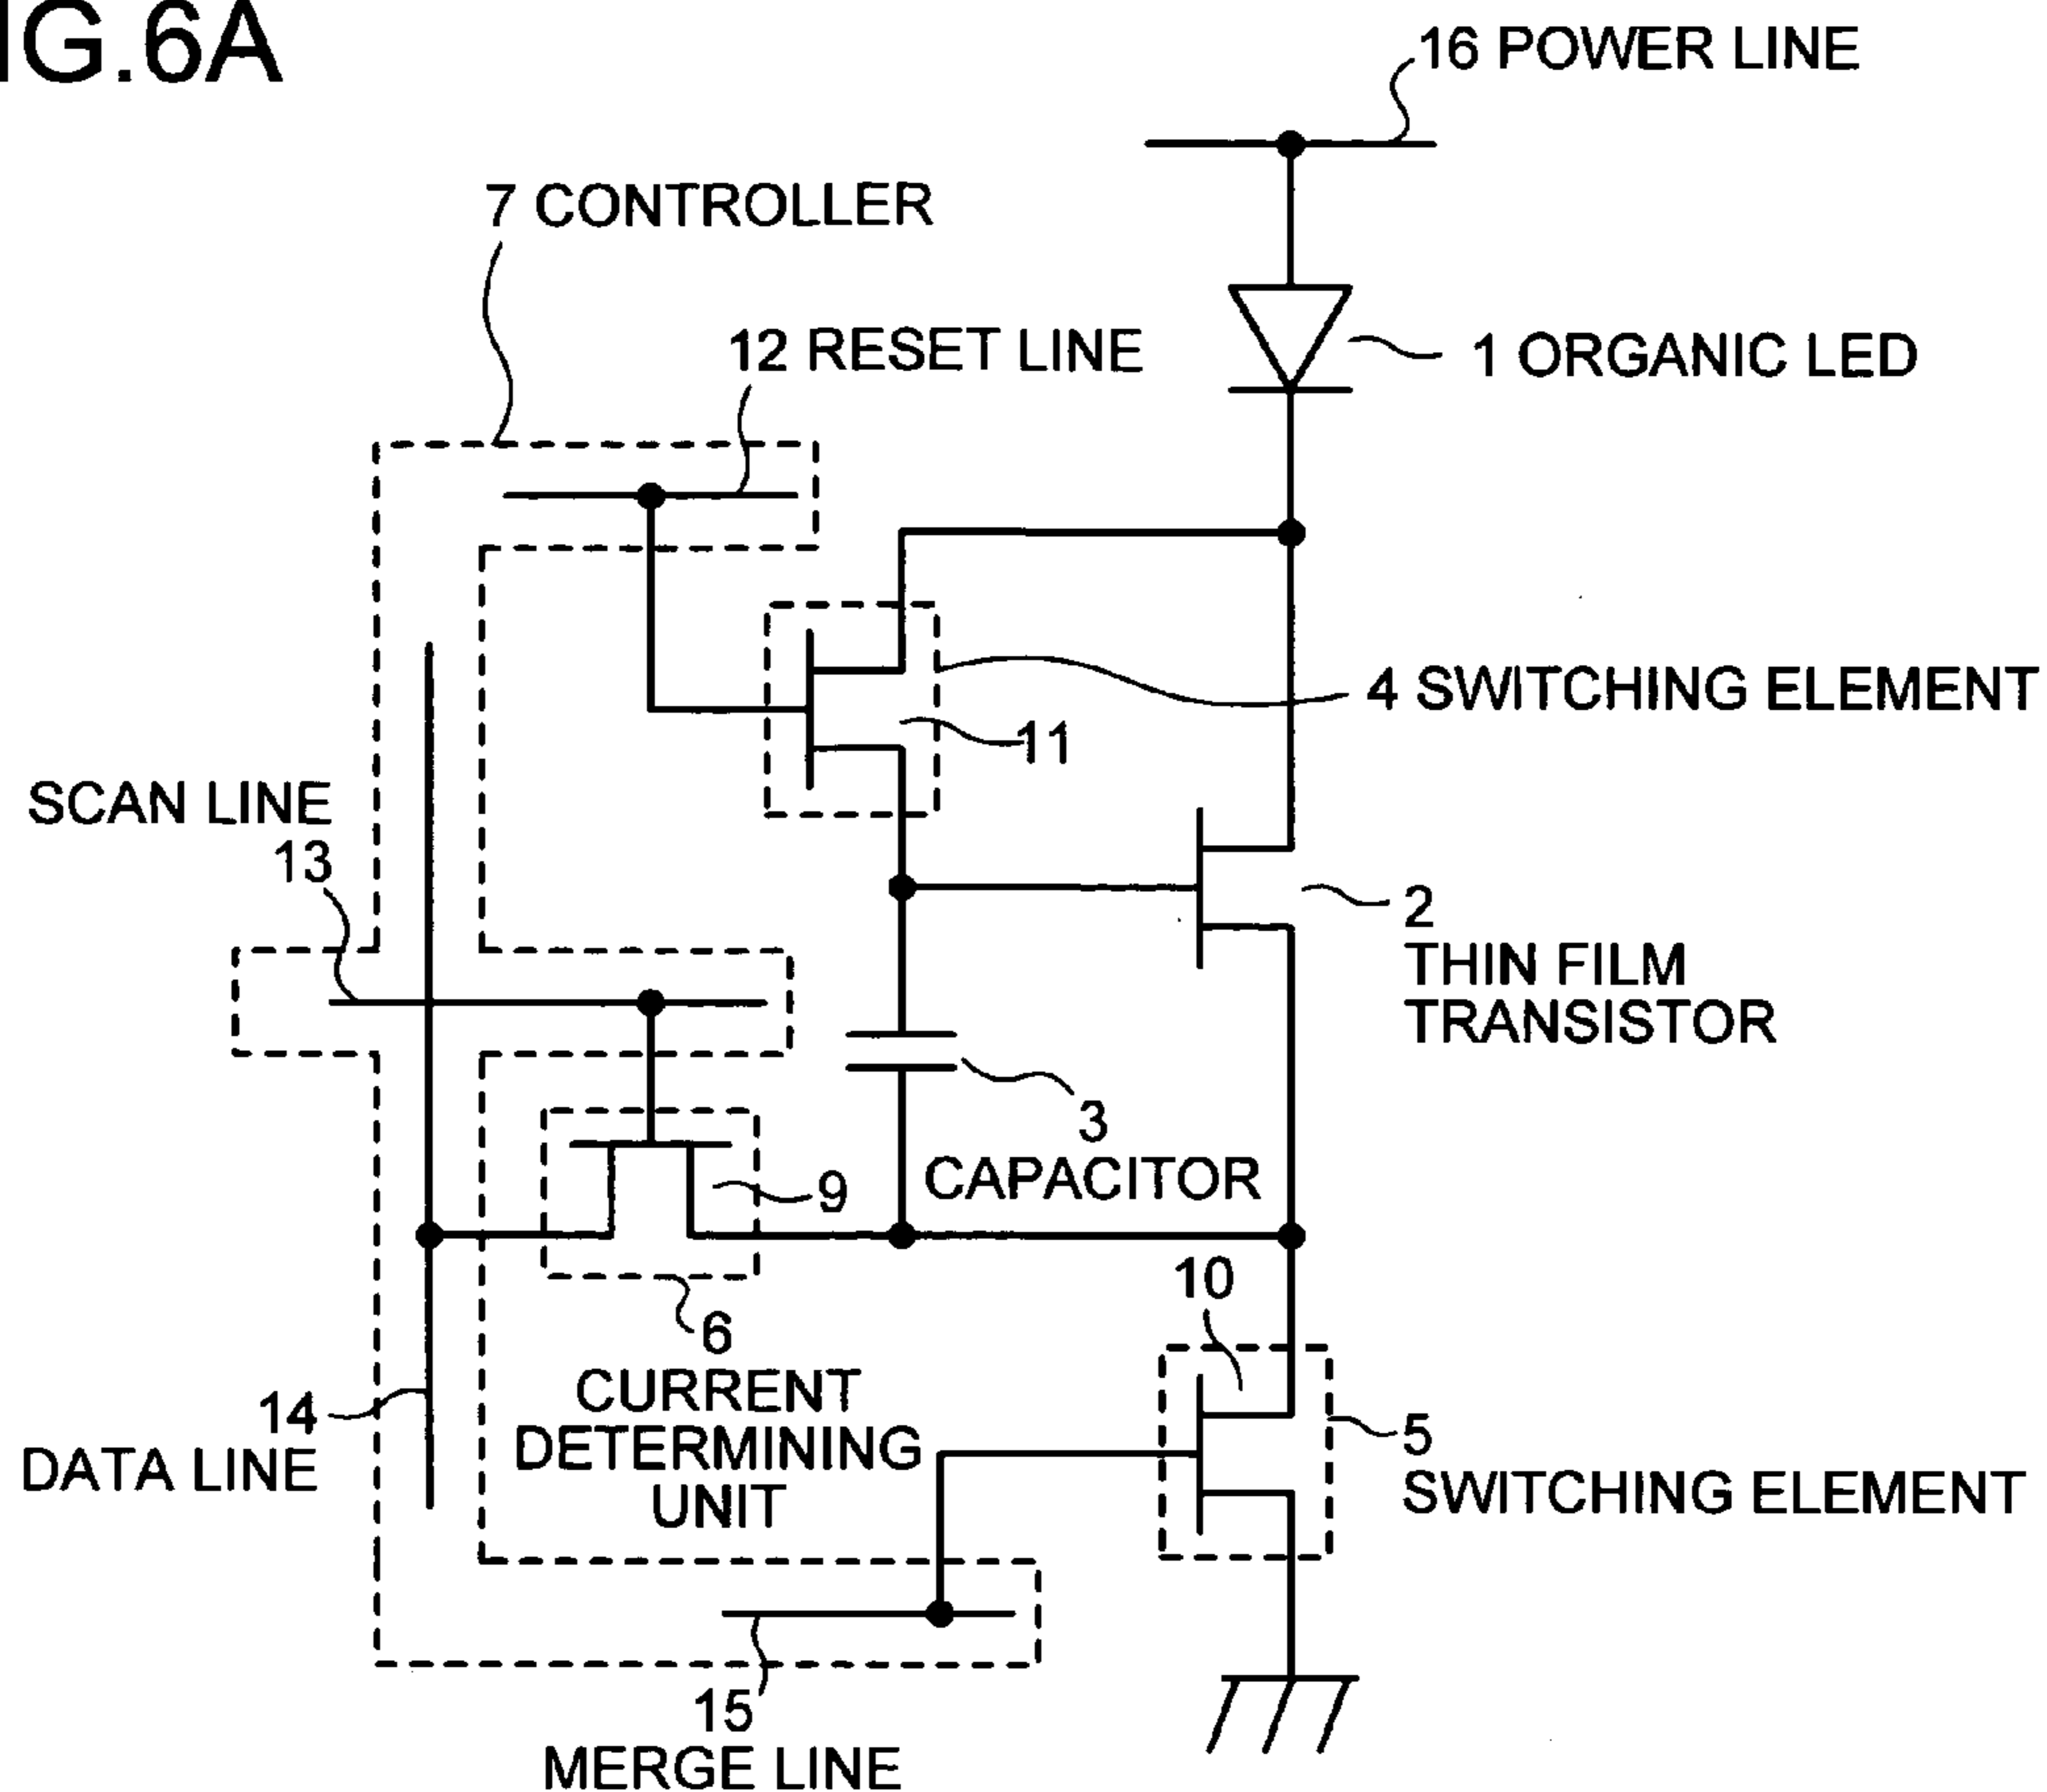 IG.6A
16 POWER LINE
7 CONTROLLER
12 RESET LINE
1 ORGANIC LED
4 SWITCHING ELEMENT
11
SCAN LINE
13
2
THIN FILM
TRANSISTOR
3
CAPACITOR
9
10
6
CURRENT
DETERMINING
UNIT
14
DATA LINE
5
SWITCHING ELEMENT
15
MERGE LINE